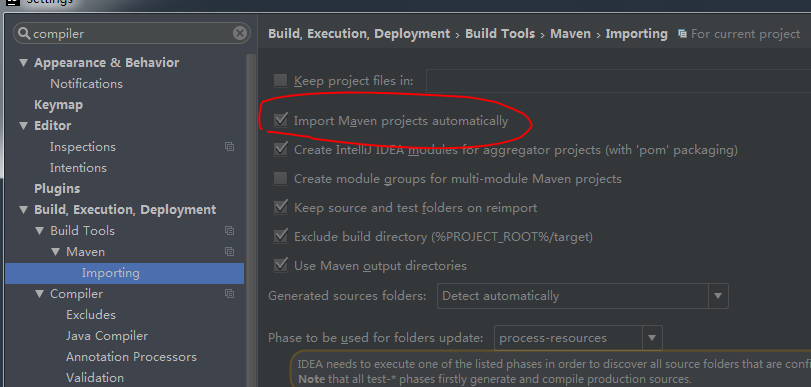 Settings
compiler
Appearance & Behavior
Notifications
Keymap
Editor
Inspections
Intentions
Plugins
Build, Execution, Deployment
Build Tools
Maven
Importing
Compiler
Excludes
Java Compiler
Annotation Processors
Validation
Build, Execution, Deployment › Build Tools › Maven › Importing For current project
Keep project files in:
Import Maven projects automatically
Create IntelliJ IDEA modules for aggregator projects (with 'pom' packaging)
Create module groups for multi-module Maven projects
Keep source and test folders on reimport
Exclude build directory (%PROJECT_ROOT%/target)
Use Maven output directories
Generated sources folders: Detect automatically
Phase to be used for folders update: process-resources
IDEA needs to execute one of the listed phases in order to discover all source folders that are confi
Note that all test-* phases firstly generate and compile production sources.